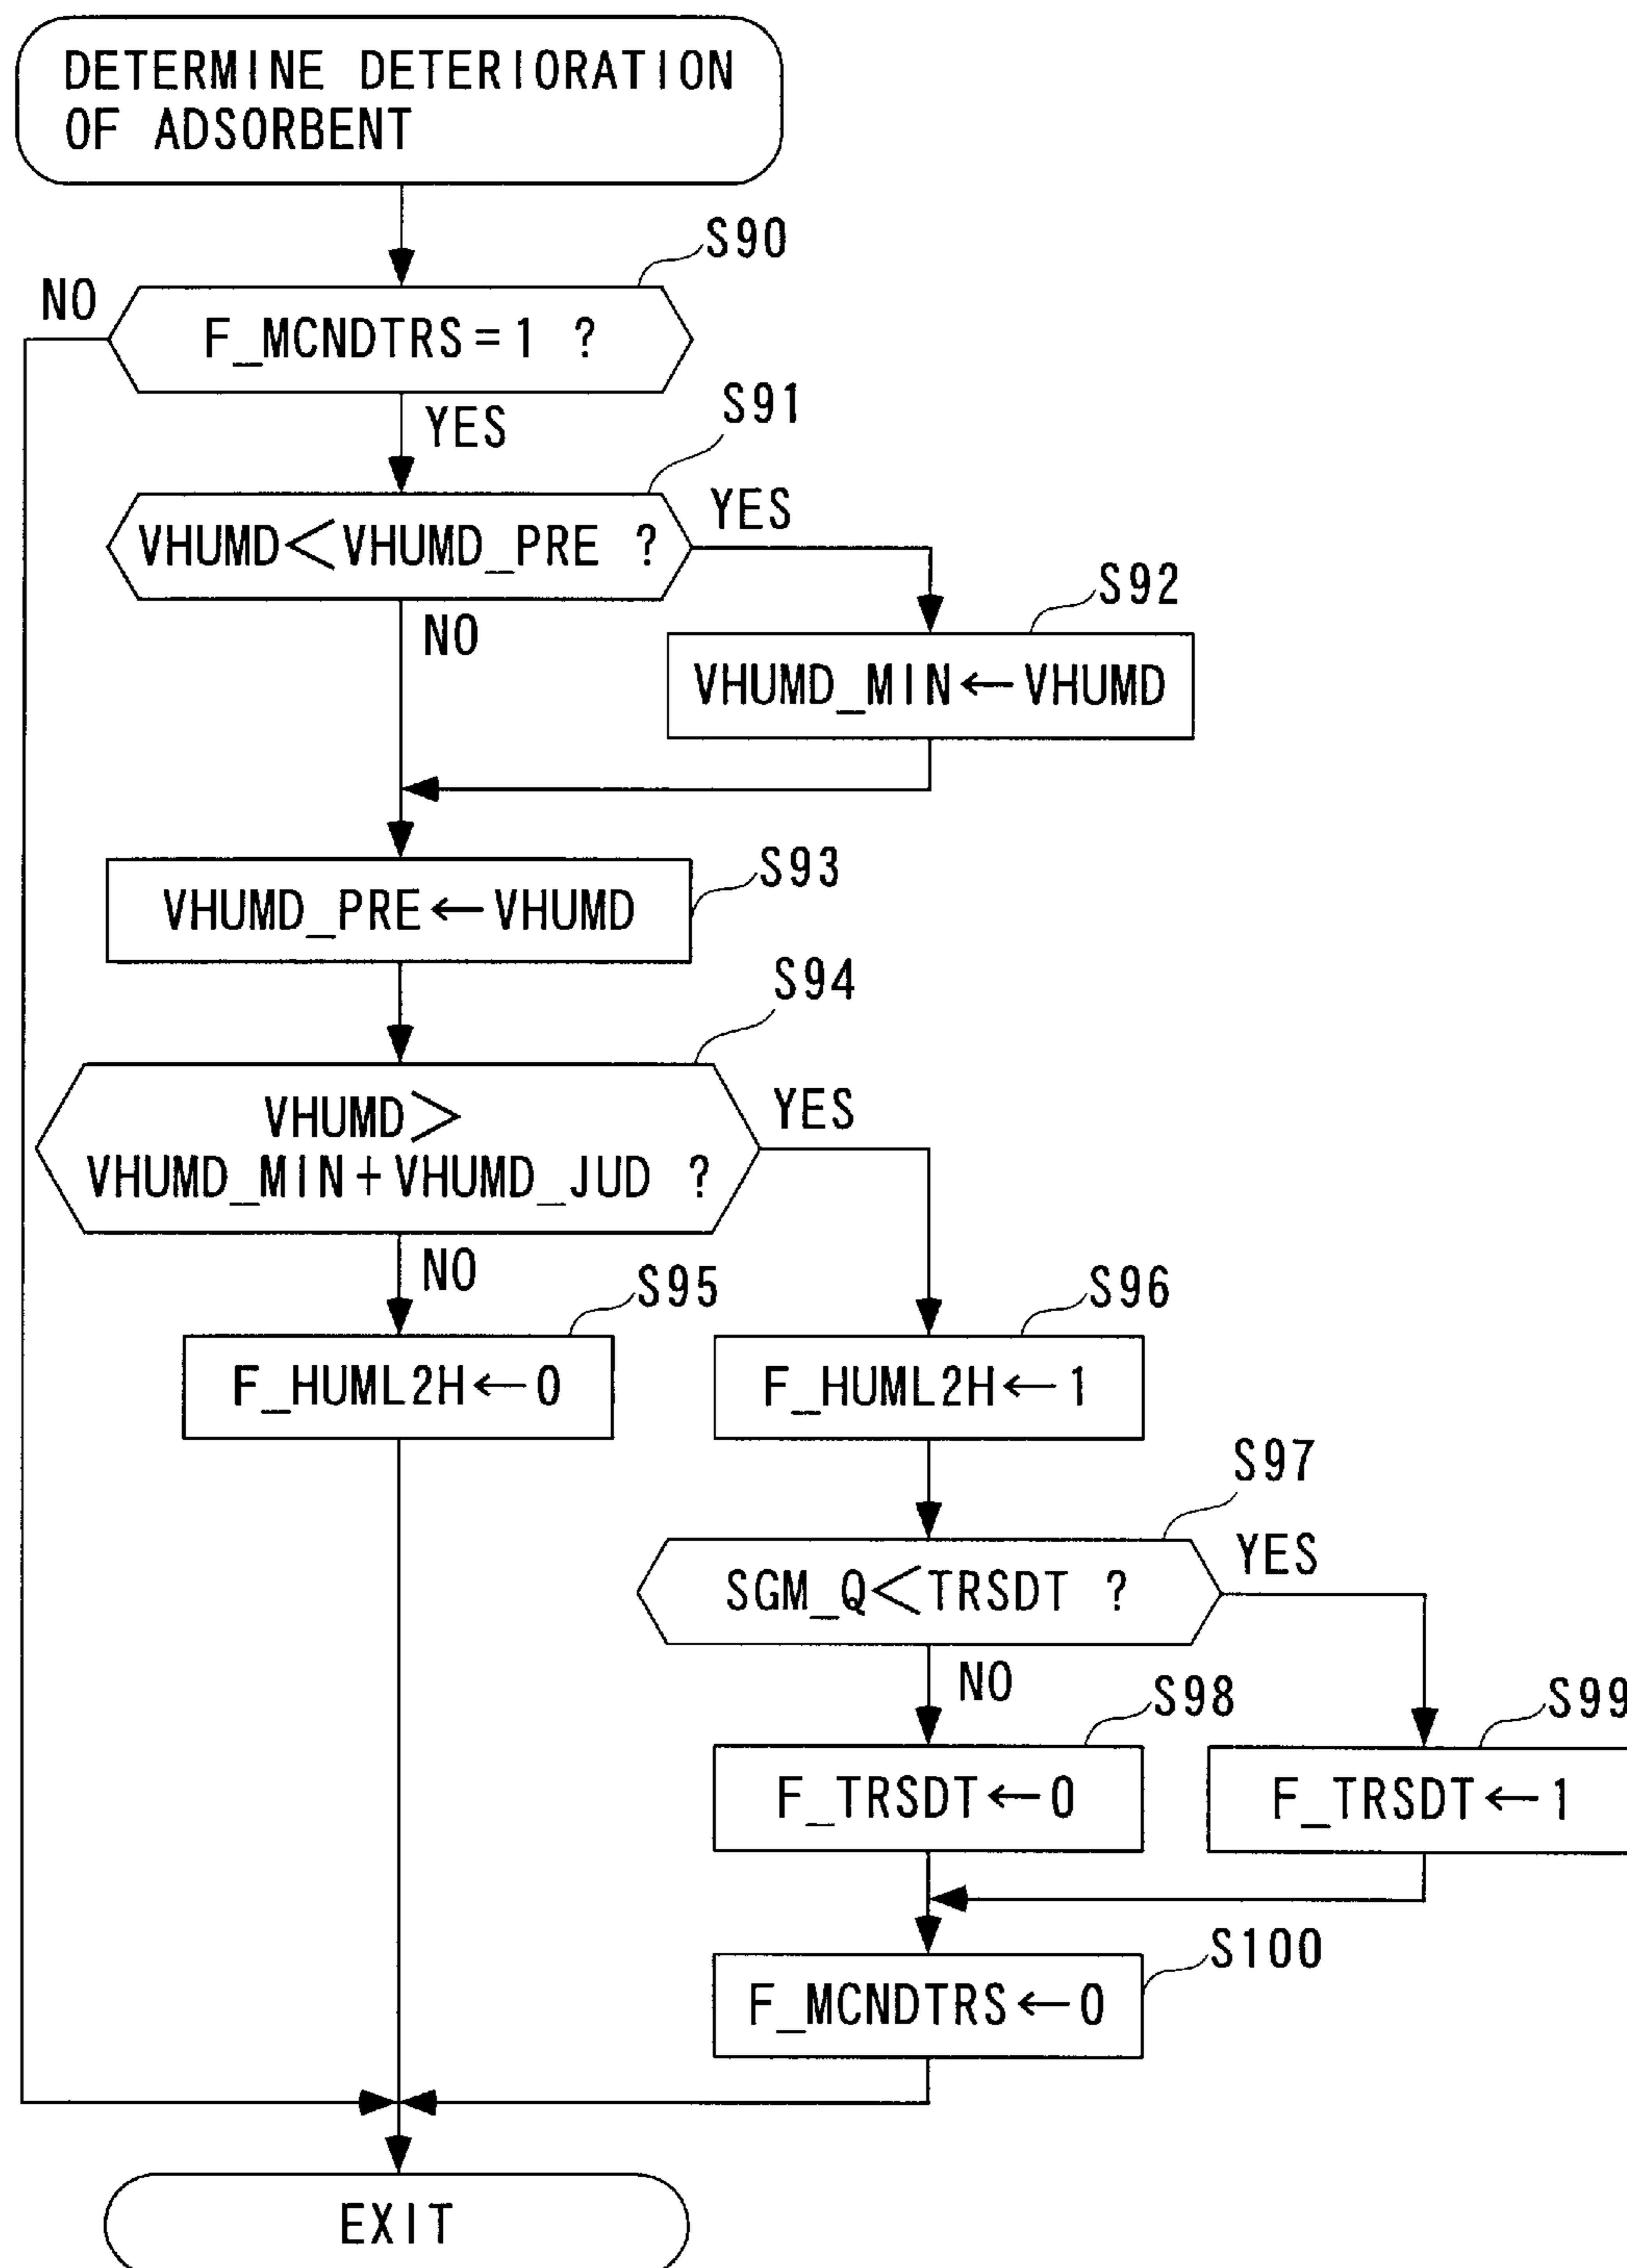 DETERMINE DETERIORATION
OF ADSORBENT
S90
NO
F_MCNDTRS=1 ?
YES
S91
VHUMD<VHUMD_PRE ?
YES
NO
S92
VHUMD_MIN←VHUMD
S93
VHUMD_PRE←VHUMD
S94
VHUMD>
VHUMD_MIN+VHUMD_JUD ?
YES
NO
S95
F_HUML2H←0
S96
F_HUML2H←1
S97
SGM_Q<TRSDT ?
YES
NO
S98
F_TRSDT←0
S99
F_TRSDT←1
S100
F_MCNDTRS←0
EXIT